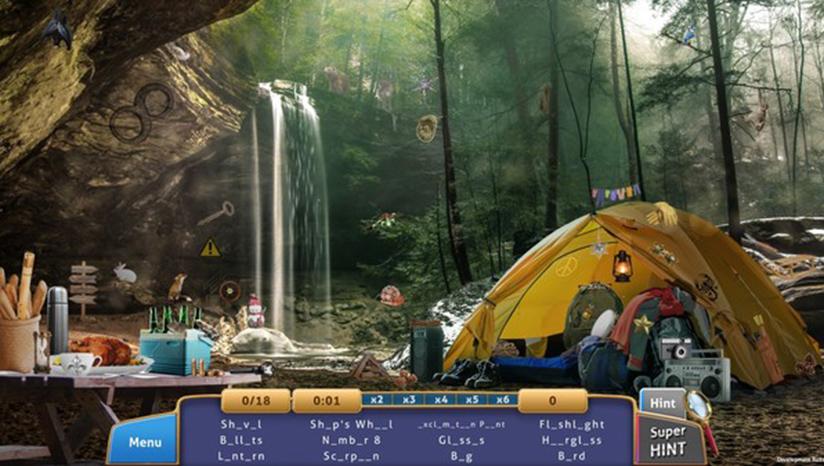 0/18
0:01
x2
x3
x4
x5
x6
0
Hint
Menu
Sh_v_l
Sh_p's Wh__l
_xcl_m_t__n P__nt
Fl_shl_ght
B_ll_ts
N_mb_r 8
Gl_ss_s
H__rgl_ss
L_nt_rn
Sc_rp__n
B_g
B_rd
Super
HINT